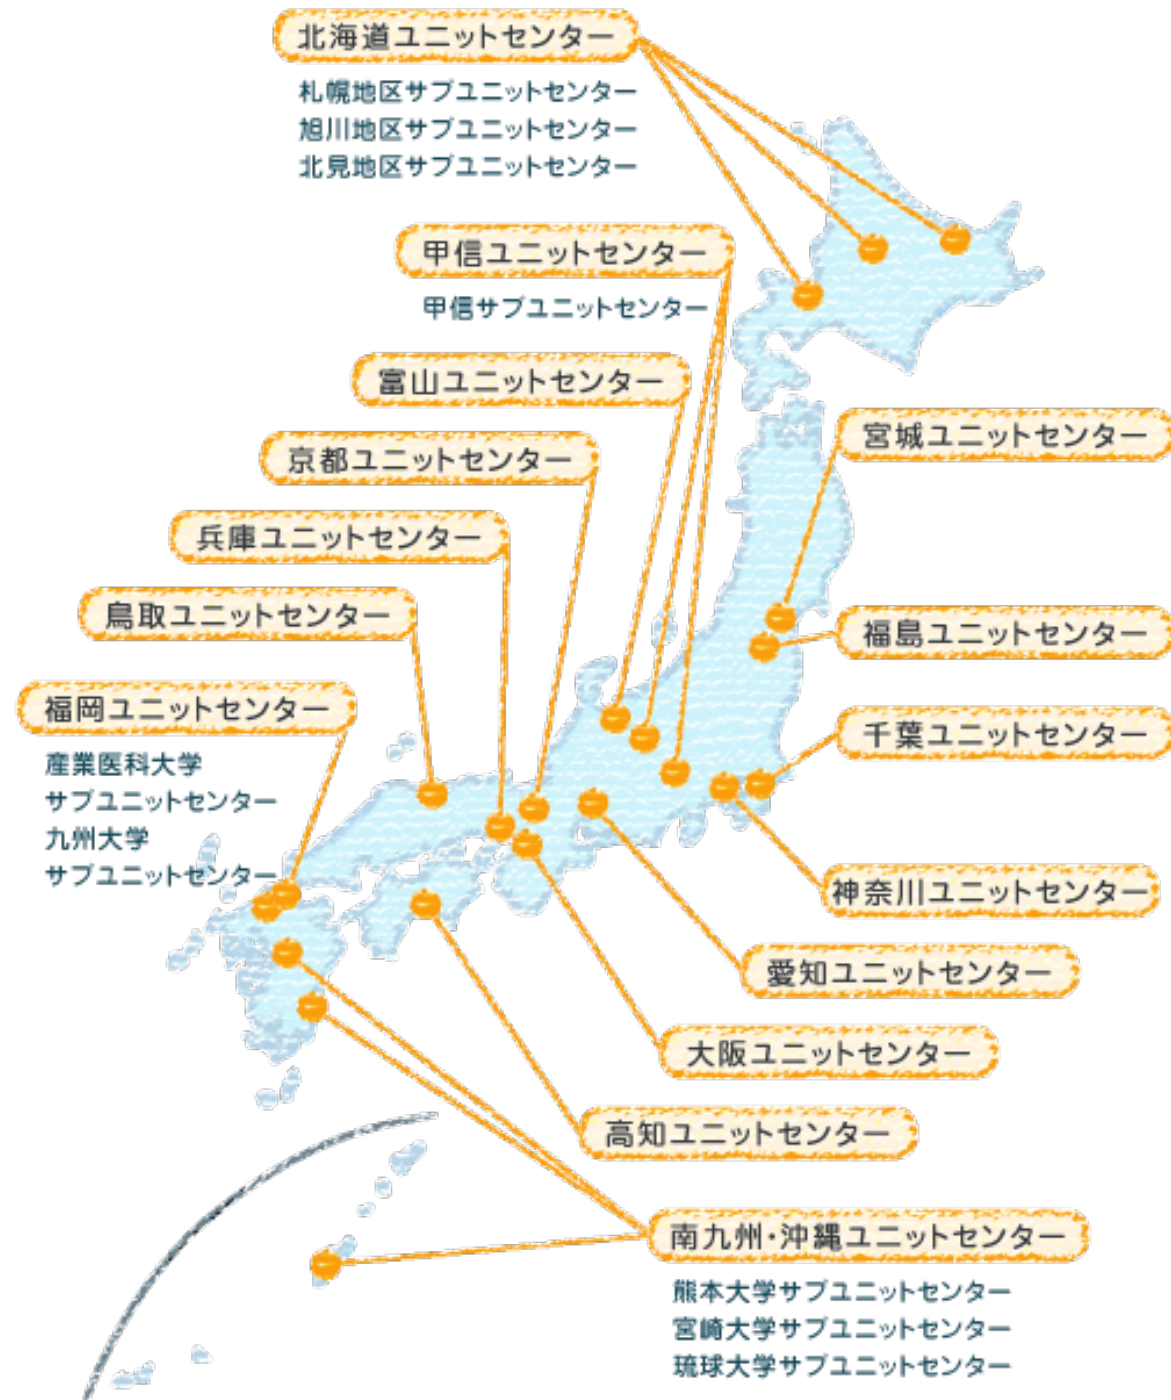 北海道ユニットセンター
札幌地区サブユニットセンター
旭川地区サブユニットセンター
北見地区サブユニットセンター
甲信ユニットセンター
甲信サブユニットセンター
富山ユニットセンター
京都ユニットセンター
兵庫ユニットセンター
鳥取ユニットセンター
福岡ユニットセンター
産業医科大学
サブユニットセンター
九州大学
サブユニットセンター
宮城ユニットセンター
福島ユニットセンター
千葉ユニットセンター
神奈川ユニットセンター
愛知ユニットセンター
大阪ユニットセンター
高知ユニットセンター
南九州・沖縄ユニットセンター
熊本大学サブユニットセンター
宮崎大学サブユニットセンター
琉球大学サブユニットセンター